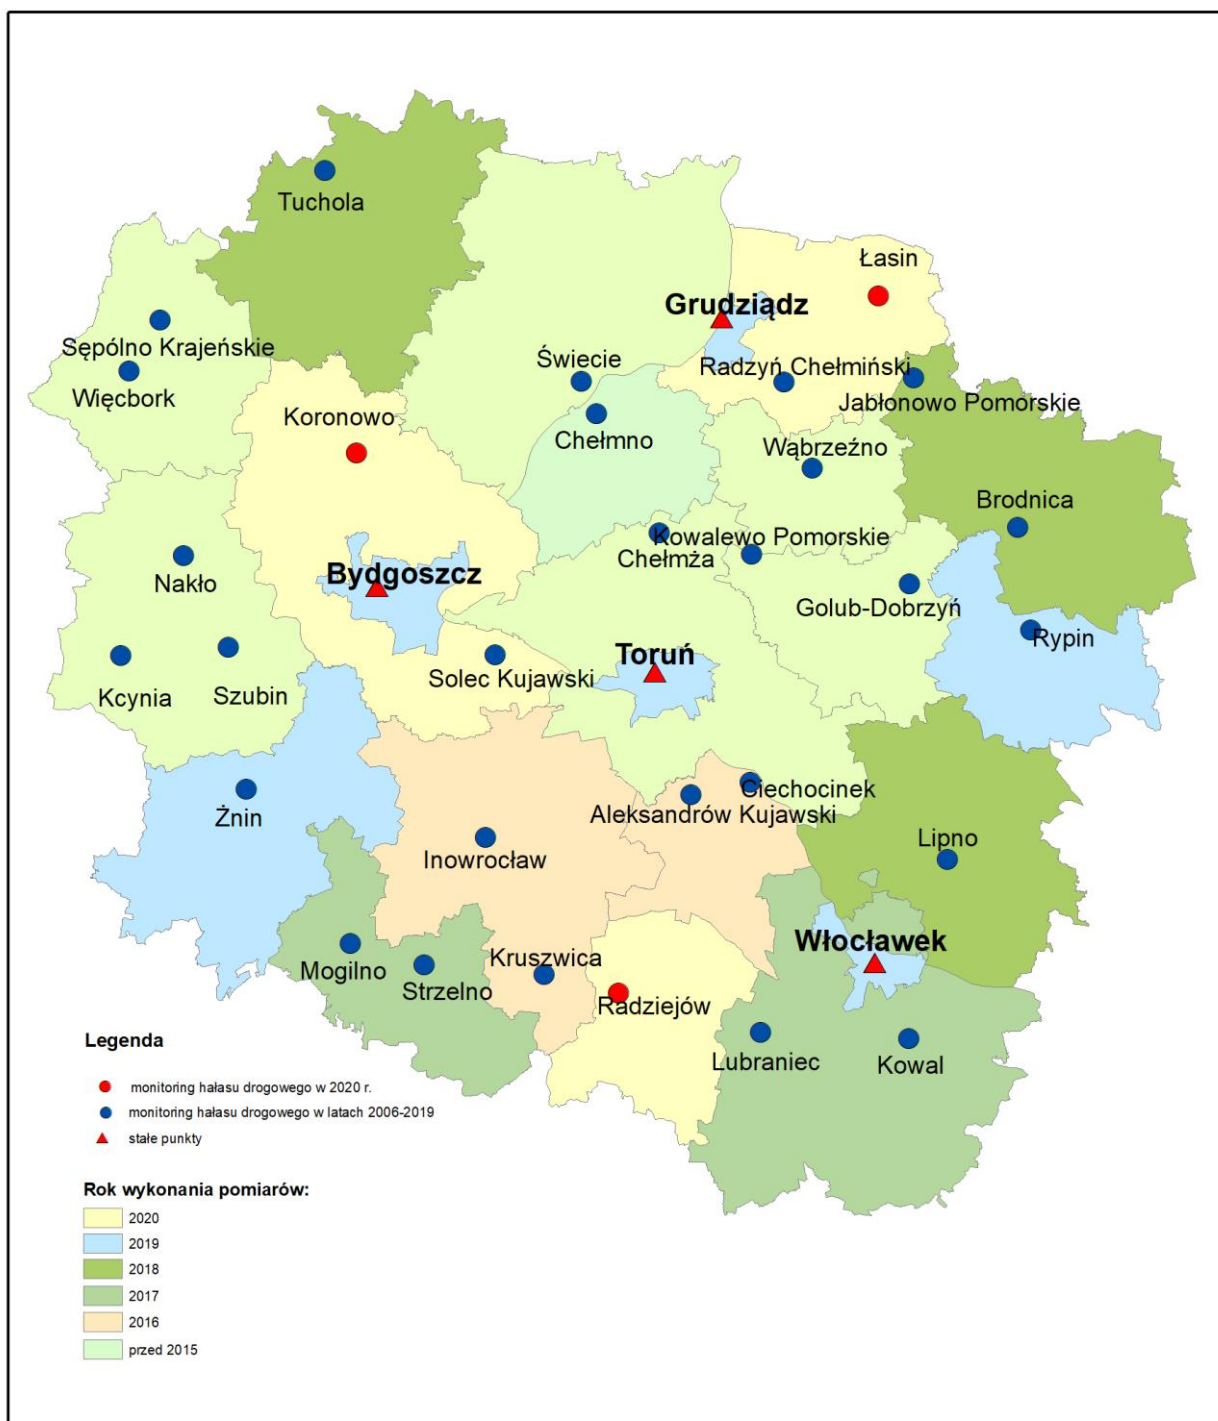 Tuchola
Łasin
Grudziądz
Sępólno Krajeńskie
Świecie
Radzyń Chełmiński
Więcbork
Jabłonowo Pomorskie
Koronowo
Chełmno
Wąbrzeźno
Brodnica
Kowalewo Pomorskie
Chełmża
Bydgoszcz
Nakło
Golub-Dobrzyń
Rypin
Toruń
Solec Kujawski
Kcynia
Szubin
Ciechocinek
Aleksandrów Kujawski
Żnin
Lipno
Inowrocław
Włocławek
Kruszwica
Mogilno
Strzelno
Radziejów
Lubraniec
Kowal
Legenda
monitoring hałasu drogowego w 2020 r.
monitoring hałasu drogowego w latach 2006-2019
stałe punkty
Rok wykonania pomiarów:
2020
2019
2018
2017
2016
przed 2015